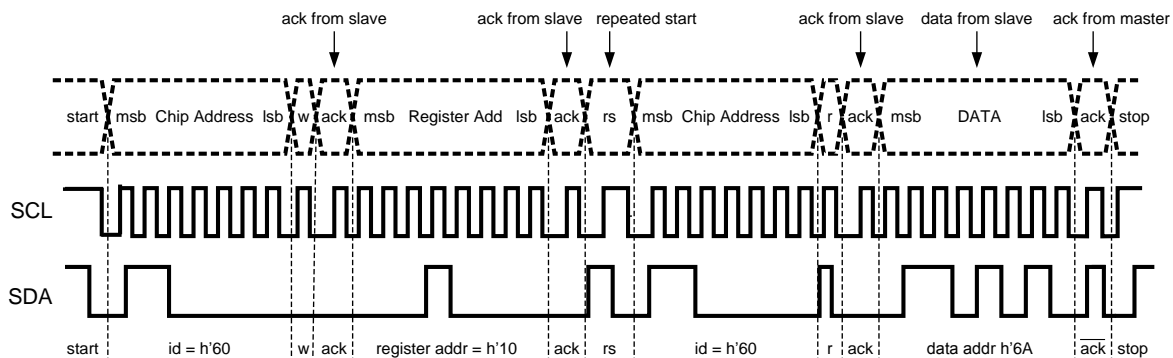 ack from slave ack from slave repeated start ack from slave data from slave ack from master
start msb Chip Address lsb w ack msb Register Add lsb ack rs msb Chip Address lsb r ack msb DATA lsb ack stop
SCL
SDA
start id = h’60 w ack register addr = h’10 ack rs id = h’60 r ack data addr h’6A ack stop